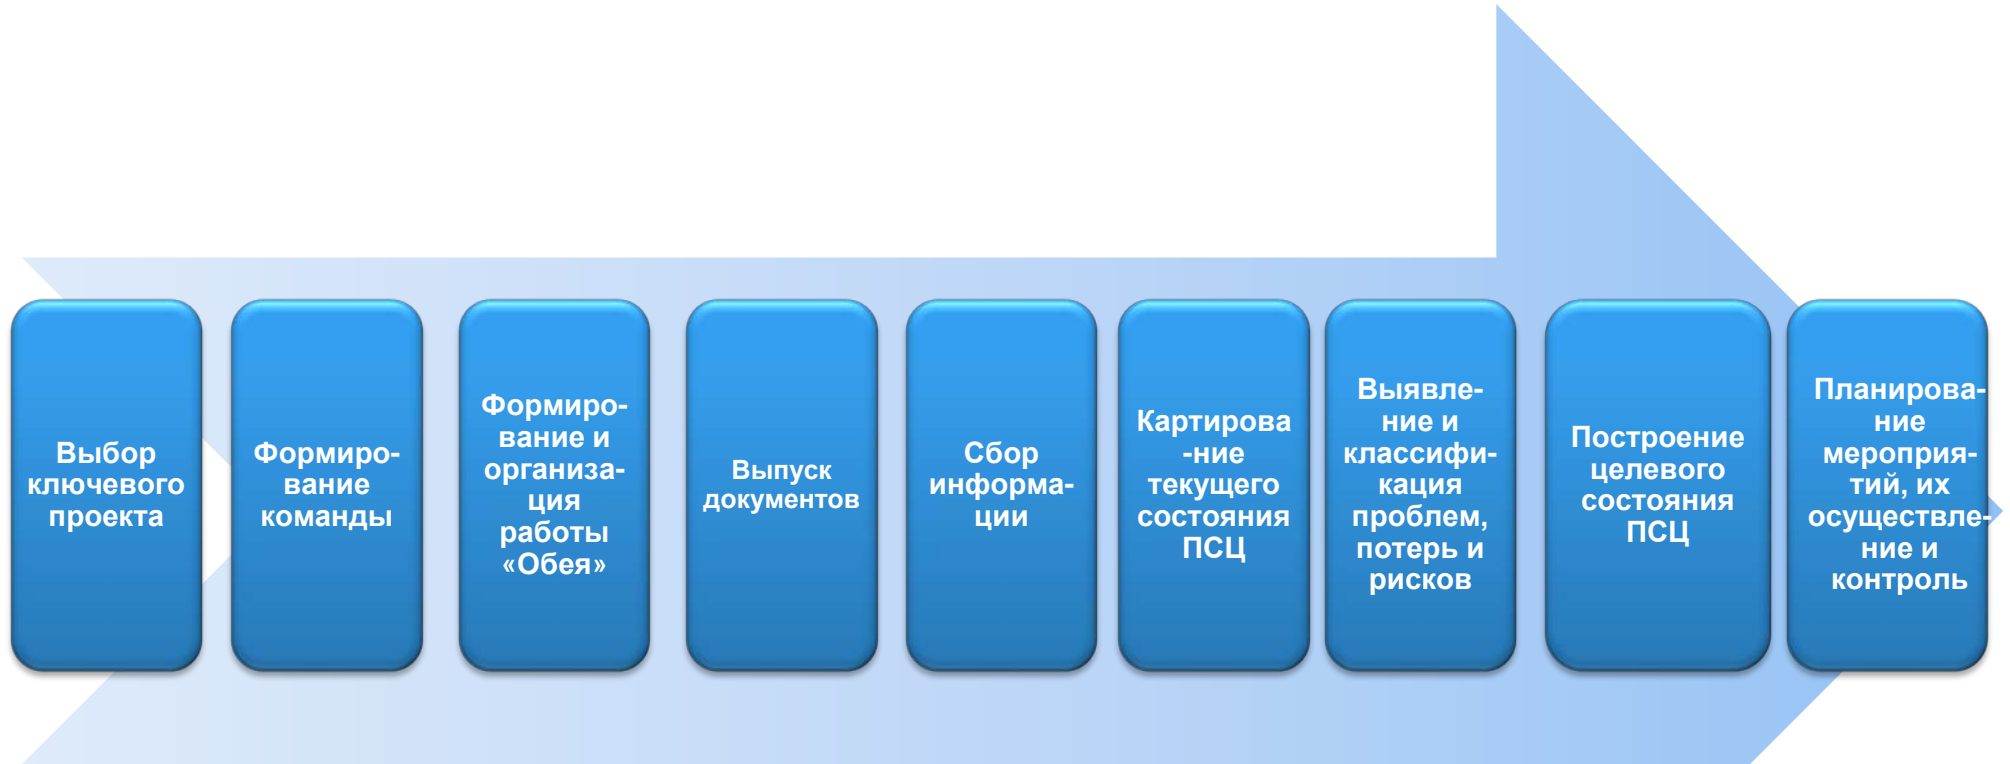 Выбор
ключевого
проекта
Формиро-
вание
команды
Формиро-
вание и
организа-
ция
работы
«Обея»
Выпуск
документов
Сбор
информа-
ции
Картирова
-ние
текущего
состояния
ПСЦ
Выявле-
ние и
классифи-
кация
проблем,
потерь и
рисков
Построение
целевого
состояния
ПСЦ
Планирова-
ние
мероприя-
тий, их
осуществле-
ние и
контроль